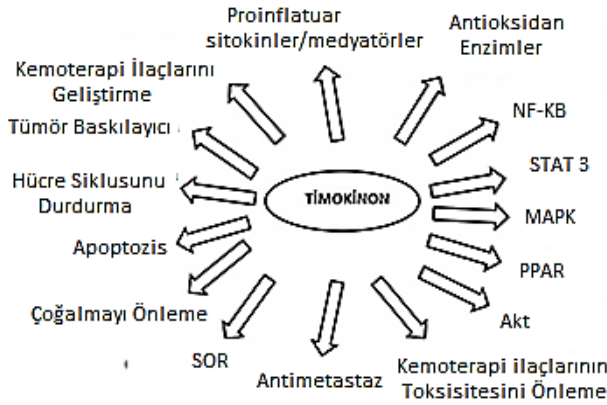 Proinflatuar
sitokinler/medyatörler
Antioksidan
Enzimler
Kemoterapi İlaçlarını
Geliştirme
NF-KB
Tümör Baskılayıcı
STAT 3
Hücre Siklusunu
Durdurma
TİMOKİNON
MAPK
Apoptozis
PPAR
Çoğalmayı Önleme
Akt
SOR
Antimetastaz
Kemoterapi ilaçlarının
Toksisitesini Önleme